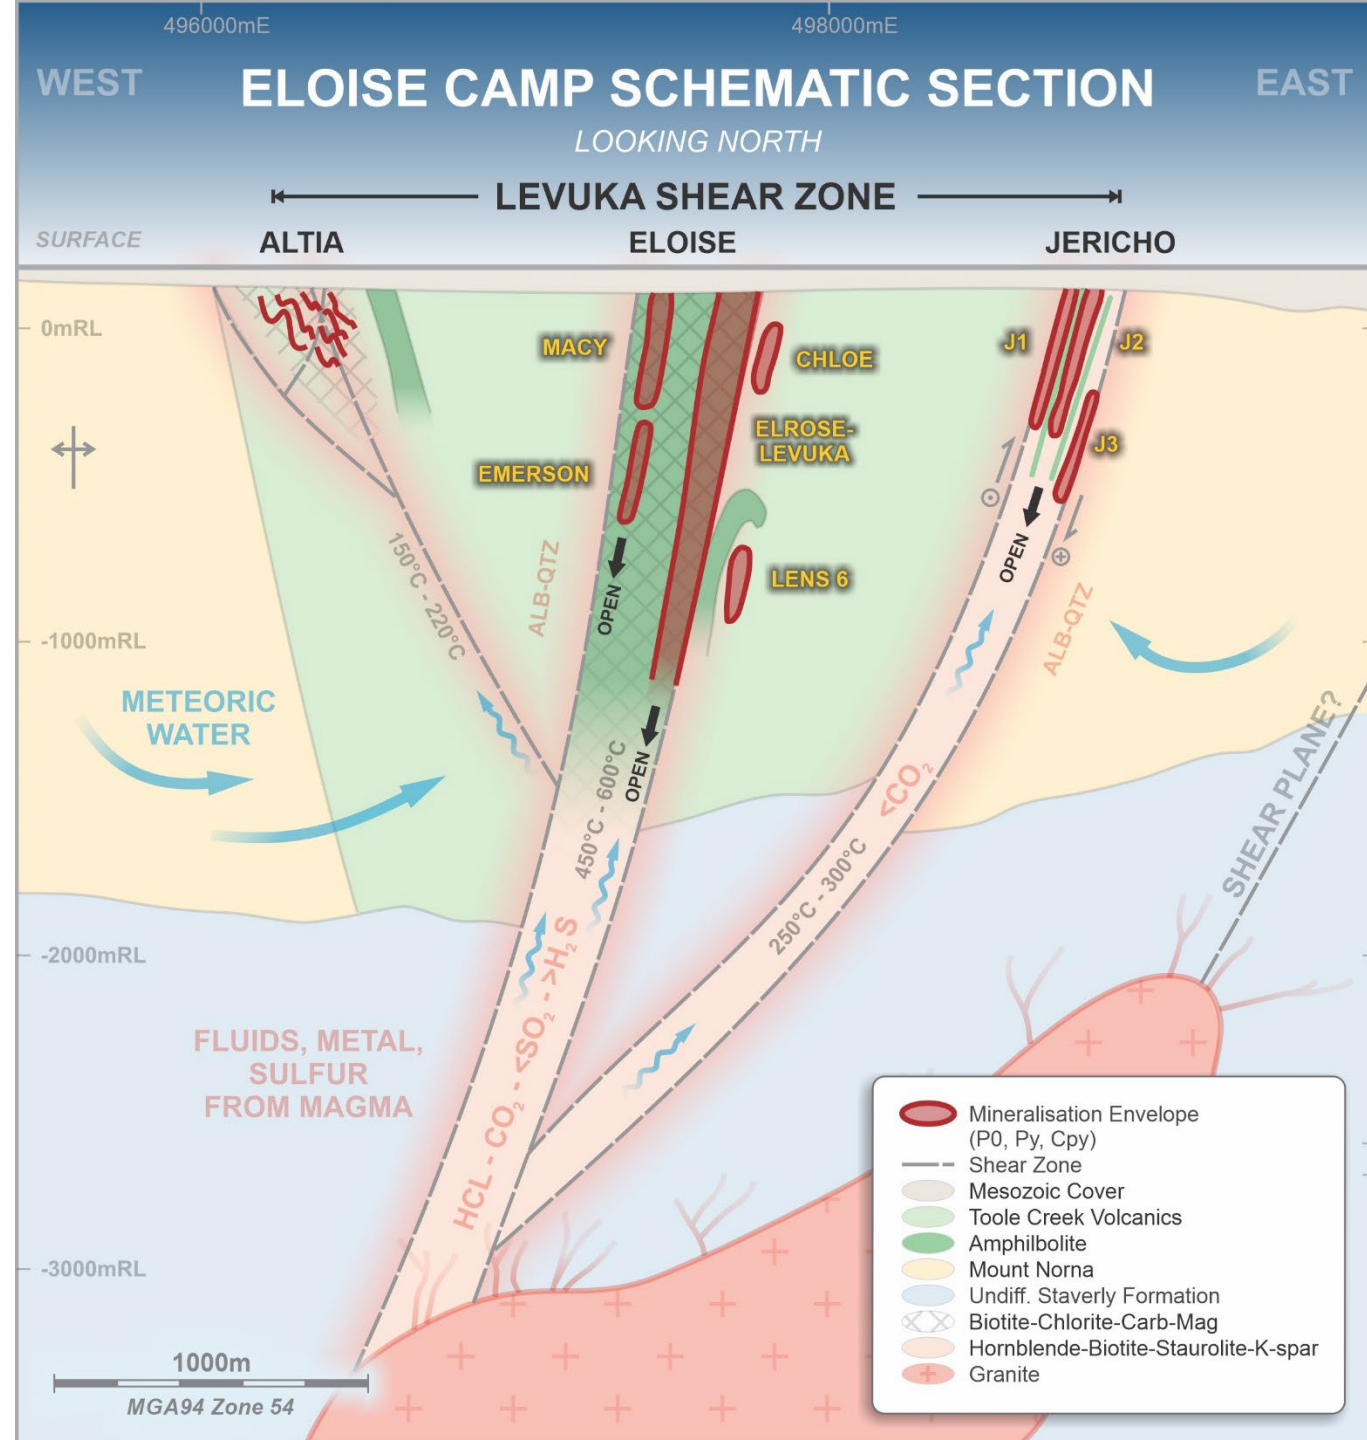 496000mE
498000mE
WEST
ELOISE CAMP SCHEMATIC SECTION
EAST
LOOKING NORTH
LEVUKA SHEAR ZONE
SURFACE
ALTIA
ELOISE
JERICHO
0mRL
MACY
CHLOE
J1
J2
ELROSE-
LEVUKA
J3
EMERSON
150°C - 220°C
ALB-QTZ
OPEN
LENS 6
OPEN
ALB-QTZ
-1000mRL
METEORIC
WATER
OPEN
450°C - 600°C
<CO₂
SHEAR PLANE?
250°C - 300°C
-2000mRL
HCL - CO₂ - <SO₂ - >H₂S
FLUIDS, METAL,
SULFUR
FROM MAGMA
-3000mRL
1000m
MGA94 Zone 54
Mineralisation Envelope
(P0, Py, Cpy)
Shear Zone
Mesozoic Cover
Toole Creek Volcanics
Amphilbolite
Mount Norna
Undiff. Staverly Formation
Biotite-Chlorite-Carb-Mag
Hornblende-Biotite-Staurolite-K-spar
Granite